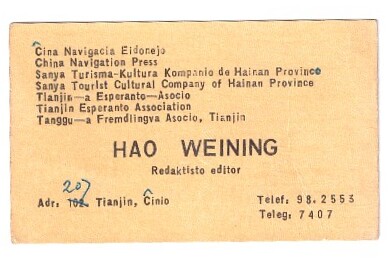 Ĉina Navigacia Eldonejo
China Navigation Press
Sanya Turisma-Kultura Kompanio de Hainan Province
Sanya Tourist Cultural Company of Hainan Province
Tianjin—a Esperanto—Asocio
Tianjin Esperanto Association
Tanggu—a Fremdlingva Asocio, Tianjin
HAO WEINING
Redaktisto editor
207
Adr. 102 Tianjin, Ĉinio
Telef: 98.2553
Teleg: 7407